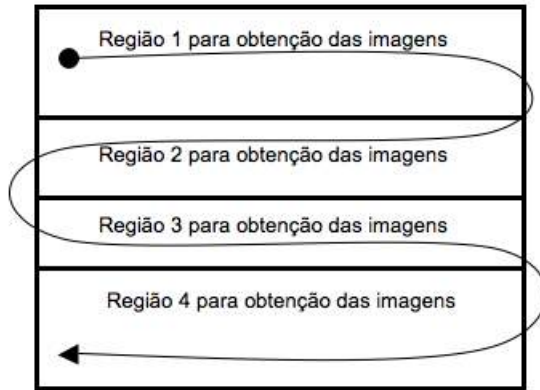 Região 1 para obtenção das imagens
Região 2 para obtenção das imagens
Região 3 para obtenção das imagens
Região 4 para obtenção das imagens